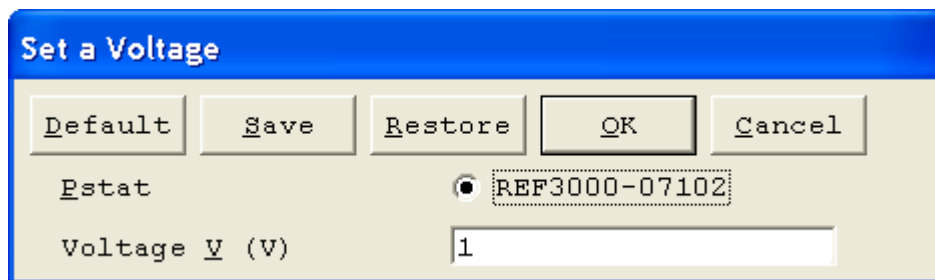 Set a Voltage
Default Save Restore OK Cancel
Pstat REF3000-07102
Voltage V (V) 1